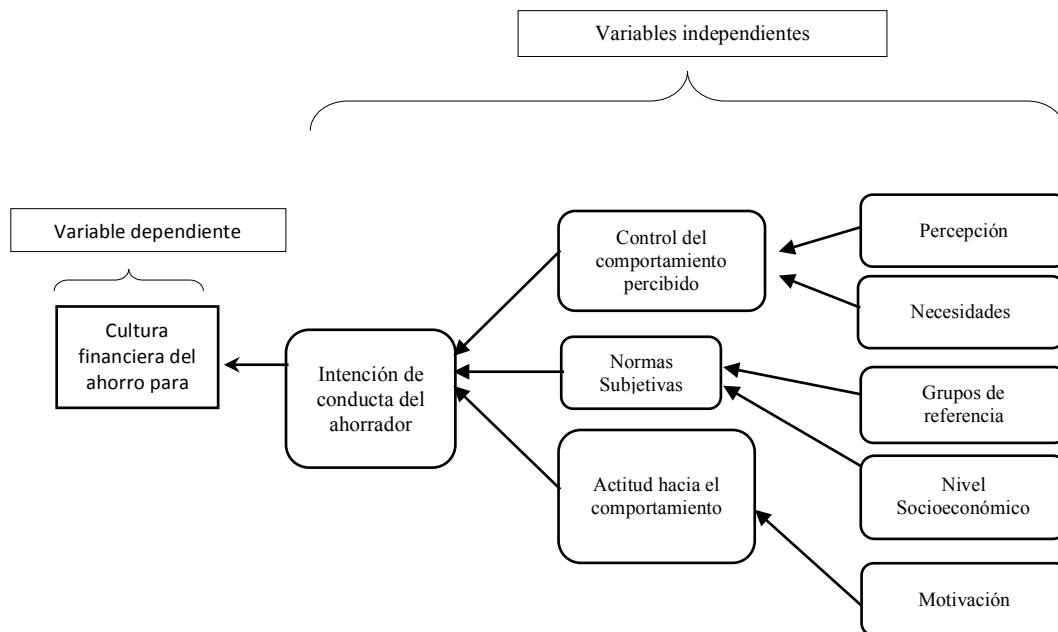 Variables independientes
Variable dependiente
Cultura
financiera del
ahorro para
Intención de
conducta del
ahorrador
Control del
comportamiento
percibido
Normas
Subjetivas
Actitud hacia el
comportamiento
Percepción
Necesidades
Grupos de
referencia
Nivel
Socioeconómico
Motivación